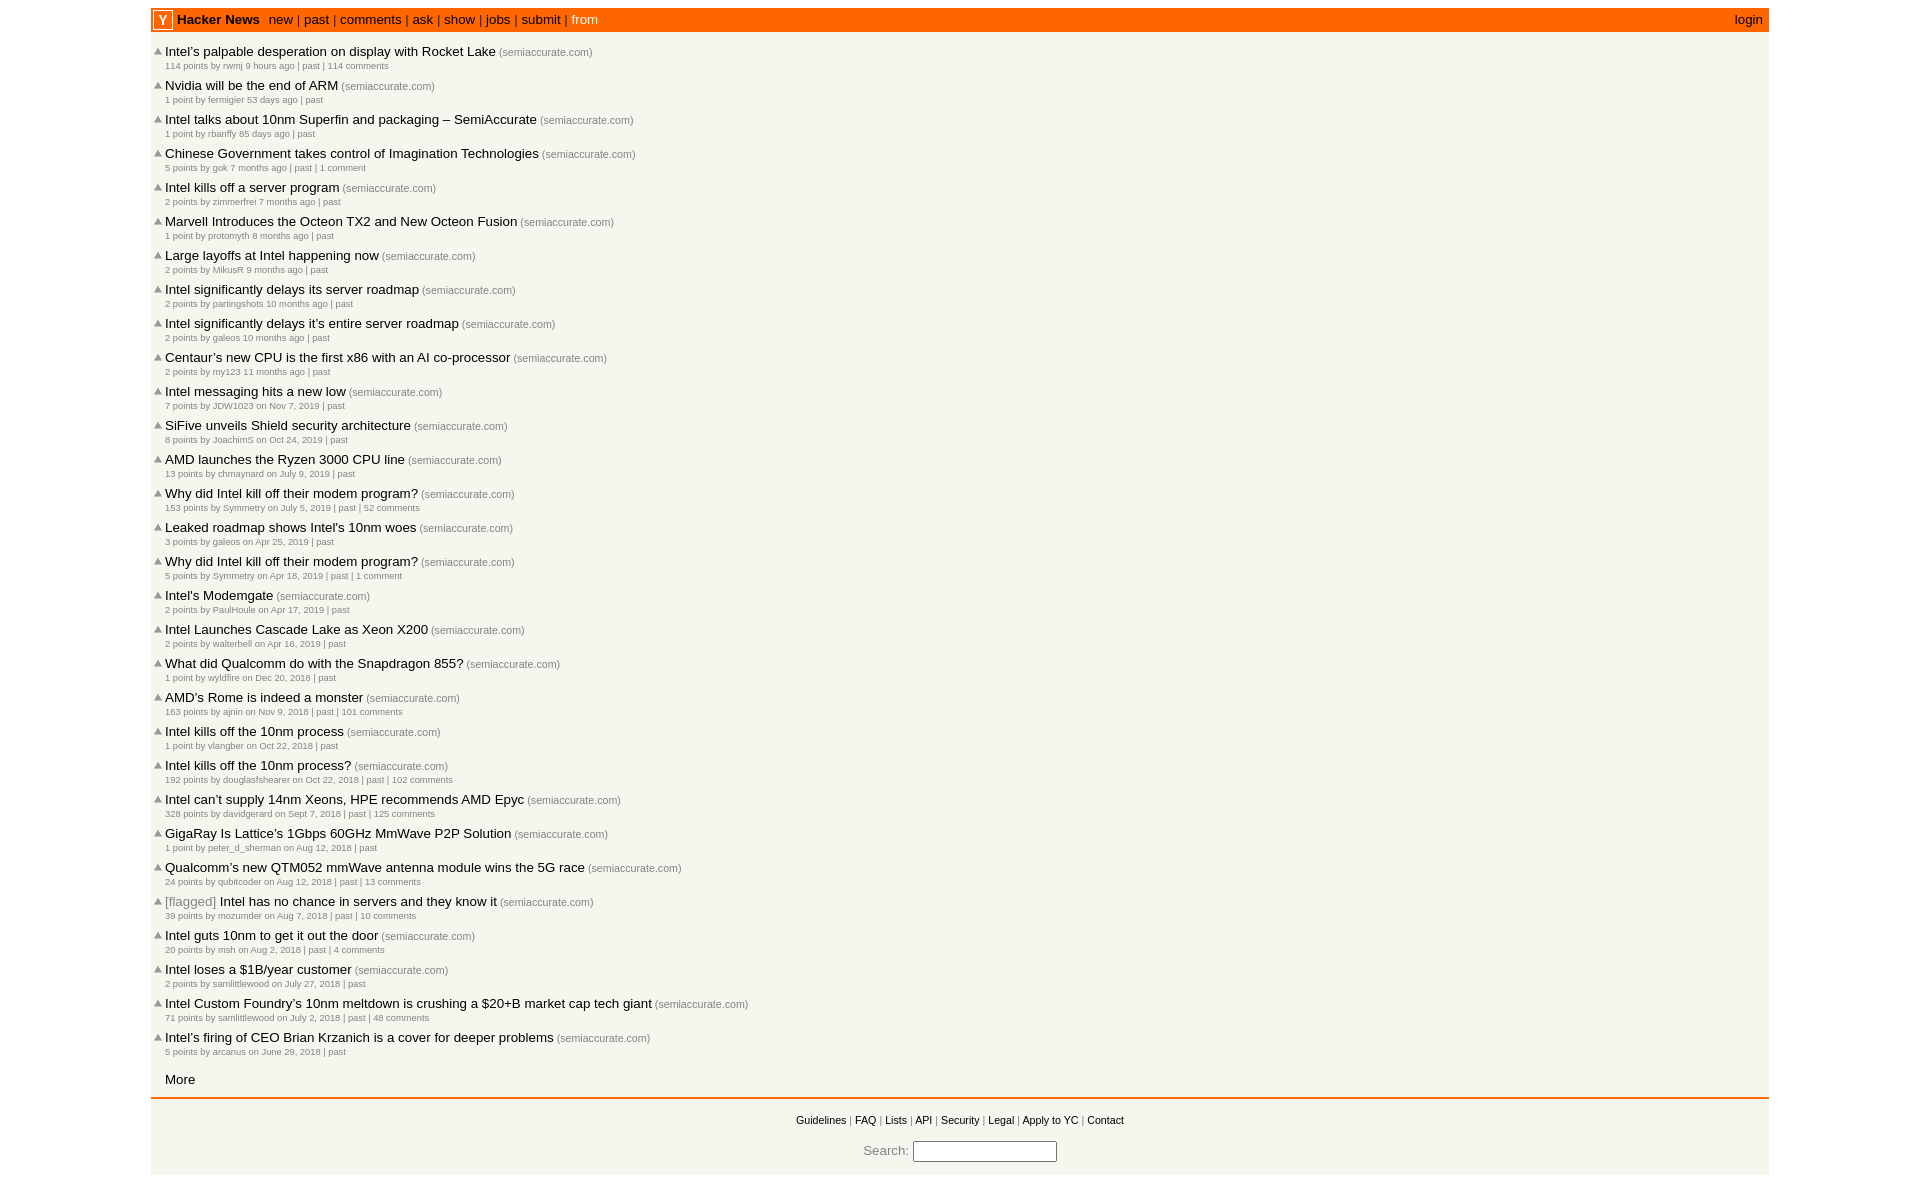 Y Hacker News new | past | comments | ask | show | jobs | submit | from login
Intel’s palpable desperation on display with Rocket Lake (semiaccurate.com)
114 points by rwmj 9 hours ago | past | 114 comments
Nvidia will be the end of ARM (semiaccurate.com)
1 point by fermigier 53 days ago | past
Intel talks about 10nm Superfin and packaging – SemiAccurate (semiaccurate.com)
1 point by rbanffy 85 days ago | past
Chinese Government takes control of Imagination Technologies (semiaccurate.com)
5 points by gok 7 months ago | past | 1 comment
Intel kills off a server program (semiaccurate.com)
2 points by zimmerfrei 7 months ago | past
Marvell Introduces the Octeon TX2 and New Octeon Fusion (semiaccurate.com)
1 point by protomyth 8 months ago | past
Large layoffs at Intel happening now (semiaccurate.com)
2 points by MikusR 9 months ago | past
Intel significantly delays its server roadmap (semiaccurate.com)
2 points by partingshots 10 months ago | past
Intel significantly delays it’s entire server roadmap (semiaccurate.com)
2 points by galeos 10 months ago | past
Centaur’s new CPU is the first x86 with an AI co-processor (semiaccurate.com)
2 points by my123 11 months ago | past
Intel messaging hits a new low (semiaccurate.com)
7 points by JDW1023 on Nov 7, 2019 | past
SiFive unveils Shield security architecture (semiaccurate.com)
8 points by JoachimS on Oct 24, 2019 | past
AMD launches the Ryzen 3000 CPU line (semiaccurate.com)
13 points by chmaynard on July 9, 2019 | past
Why did Intel kill off their modem program? (semiaccurate.com)
153 points by Symmetry on July 5, 2019 | past | 52 comments
Leaked roadmap shows Intel's 10nm woes (semiaccurate.com)
3 points by galeos on Apr 25, 2019 | past
Why did Intel kill off their modem program? (semiaccurate.com)
5 points by Symmetry on Apr 18, 2019 | past | 1 comment
Intel's Modemgate (semiaccurate.com)
2 points by PaulHoule on Apr 17, 2019 | past
Intel Launches Cascade Lake as Xeon X200 (semiaccurate.com)
2 points by walterbell on Apr 16, 2019 | past
What did Qualcomm do with the Snapdragon 855? (semiaccurate.com)
1 point by wyldfire on Dec 20, 2018 | past
AMD’s Rome is indeed a monster (semiaccurate.com)
163 points by ajnin on Nov 9, 2018 | past | 101 comments
Intel kills off the 10nm process (semiaccurate.com)
1 point by vlangber on Oct 22, 2018 | past
Intel kills off the 10nm process? (semiaccurate.com)
192 points by douglasfshearer on Oct 22, 2018 | past | 102 comments
Intel can’t supply 14nm Xeons, HPE recommends AMD Epyc (semiaccurate.com)
328 points by davidgerard on Sept 7, 2018 | past | 125 comments
GigaRay Is Lattice’s 1Gbps 60GHz MmWave P2P Solution (semiaccurate.com)
1 point by peter_d_sherman on Aug 12, 2018 | past
Qualcomm’s new QTM052 mmWave antenna module wins the 5G race (semiaccurate.com)
24 points by qubitcoder on Aug 12, 2018 | past | 13 comments
[flagged] Intel has no chance in servers and they know it (semiaccurate.com)
39 points by mozumder on Aug 7, 2018 | past | 10 comments
Intel guts 10nm to get it out the door (semiaccurate.com)
20 points by msh on Aug 2, 2018 | past | 4 comments
Intel loses a $1B/year customer (semiaccurate.com)
2 points by samlittlewood on July 27, 2018 | past
Intel Custom Foundry’s 10nm meltdown is crushing a $20+B market cap tech giant (semiaccurate.com)
71 points by samlittlewood on July 2, 2018 | past | 48 comments
Intel’s firing of CEO Brian Krzanich is a cover for deeper problems (semiaccurate.com)
5 points by arcanus on June 29, 2018 | past
More
Guidelines | FAQ | Lists | API | Security | Legal | Apply to YC | Contact
Search: